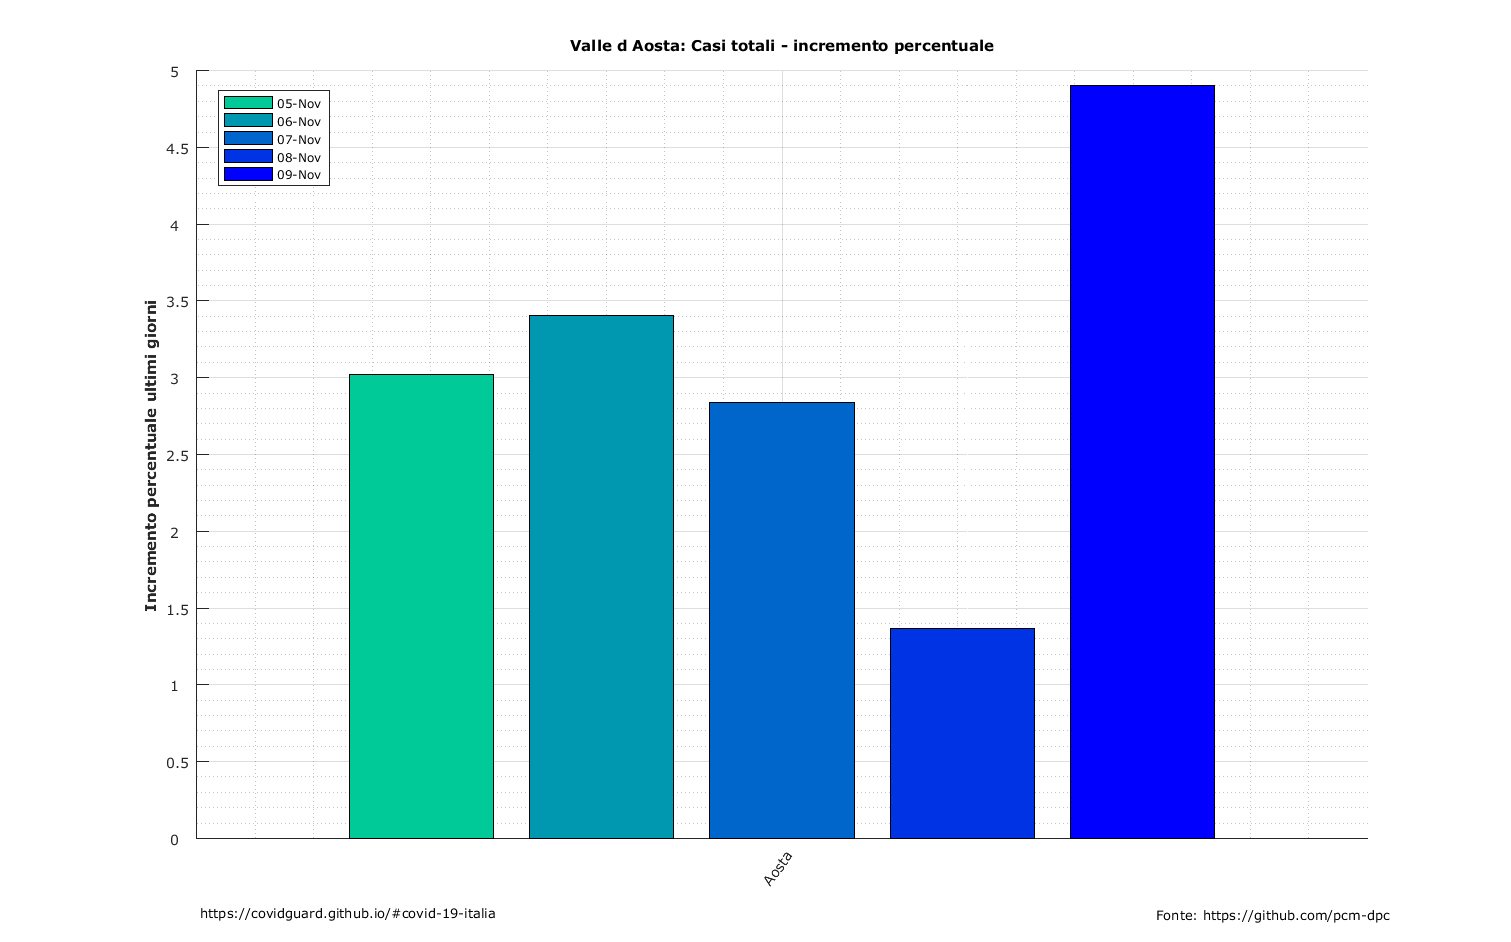 Valle d Aosta: Casi totali - incremento percentuale
5
4.5
4
3.5
3
2.5
2
1.5
1
0.5
0
Incremento percentuale ultimi giorni
05-Nov
06-Nov
07-Nov
08-Nov
09-Nov
Aosta
https://covidguard.github.io/#covid-19-italia
Fonte: https://github.com/pcm-dpc